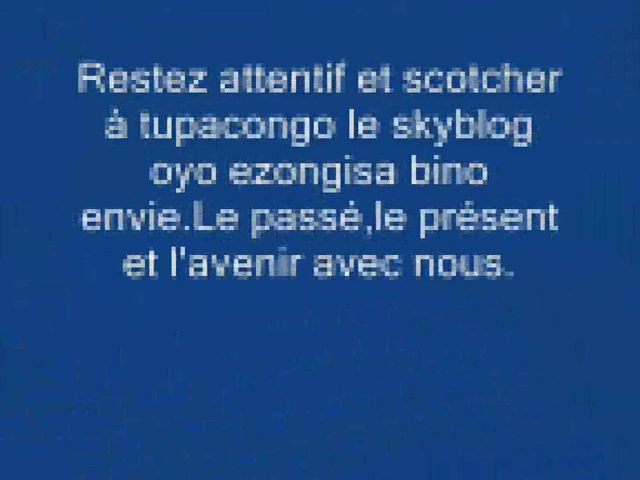 Restez attentif et scotcher
à tupacongo le skyblog
oyo ezongisa bino
envie.Le passé,le présent
et l'avenir avec nous.